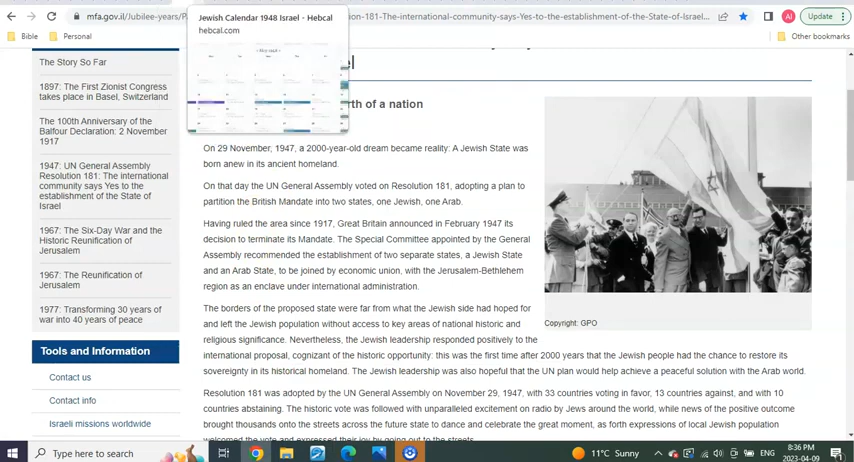 mfa.gov.il/Jubilee-years/P
on-181-The-international-community-says-Yes-to-the-establishment-of-the-State-of-Israel...
AI
Update
Bible
Personal
Other bookmarks
Jewish Calendar 1948 Israel - Hebcal
hebcal.com
The Story So Far
1897: The First Zionist Congress
takes place in Basel, Switzerland
The 100th Anniversary of the
Balfour Declaration: 2 November
1917
1947: UN General Assembly
Resolution 181: The international
community says Yes to the
establishment of the State of
Israel
1967: The Six-Day War and the
Historic Reunification of
Jerusalem
1967: The Reunification of
Jerusalem
1977: Transforming 30 years of
war into 40 years of peace
Tools and Information
Contact us
Contact info
Israeli missions worldwide
el
rth of a nation
On 29 November, 1947, a 2000-year-old dream became reality: A Jewish State was
born anew in its ancient homeland.
On that day the UN General Assembly voted on Resolution 181, adopting a plan to
partition the British Mandate into two states, one Jewish, one Arab.
Having ruled the area since 1917, Great Britain announced in February 1947 its
decision to terminate its Mandate. The Special Committee appointed by the General
Assembly recommended the establishment of two separate states, a Jewish State
and an Arab State, to be joined by economic union, with the Jerusalem-Bethlehem
region as an enclave under international administration.
The borders of the proposed state were far from what the Jewish side had hoped for
and left the Jewish population without access to key areas of national historic and
religious significance. Nevertheless, the Jewish leadership responded positively to the
international proposal, cognizant of the historic opportunity: this was the first time after 2000 years that the Jewish people had the chance to restore its
sovereignty in its historical homeland. The Jewish leadership was also hopeful that the UN plan would help achieve a peaceful solution with the Arab world.
Resolution 181 was adopted by the UN General Assembly on November 29, 1947, with 33 countries voting in favor, 13 countries against, and with 10
countries abstaining. The historic vote was followed with unparalleled excitement on radio by Jews around the world, while news of the positive outcome
brought thousands onto the streets across the future state to dance and celebrate the great moment, as forth expressions of local Jewish population
welcomed the vote and expressed their joy by going out to the streets.
Copyright: GPO
Type here to search
11°C Sunny
ENG
8:36 PM
2023-04-09